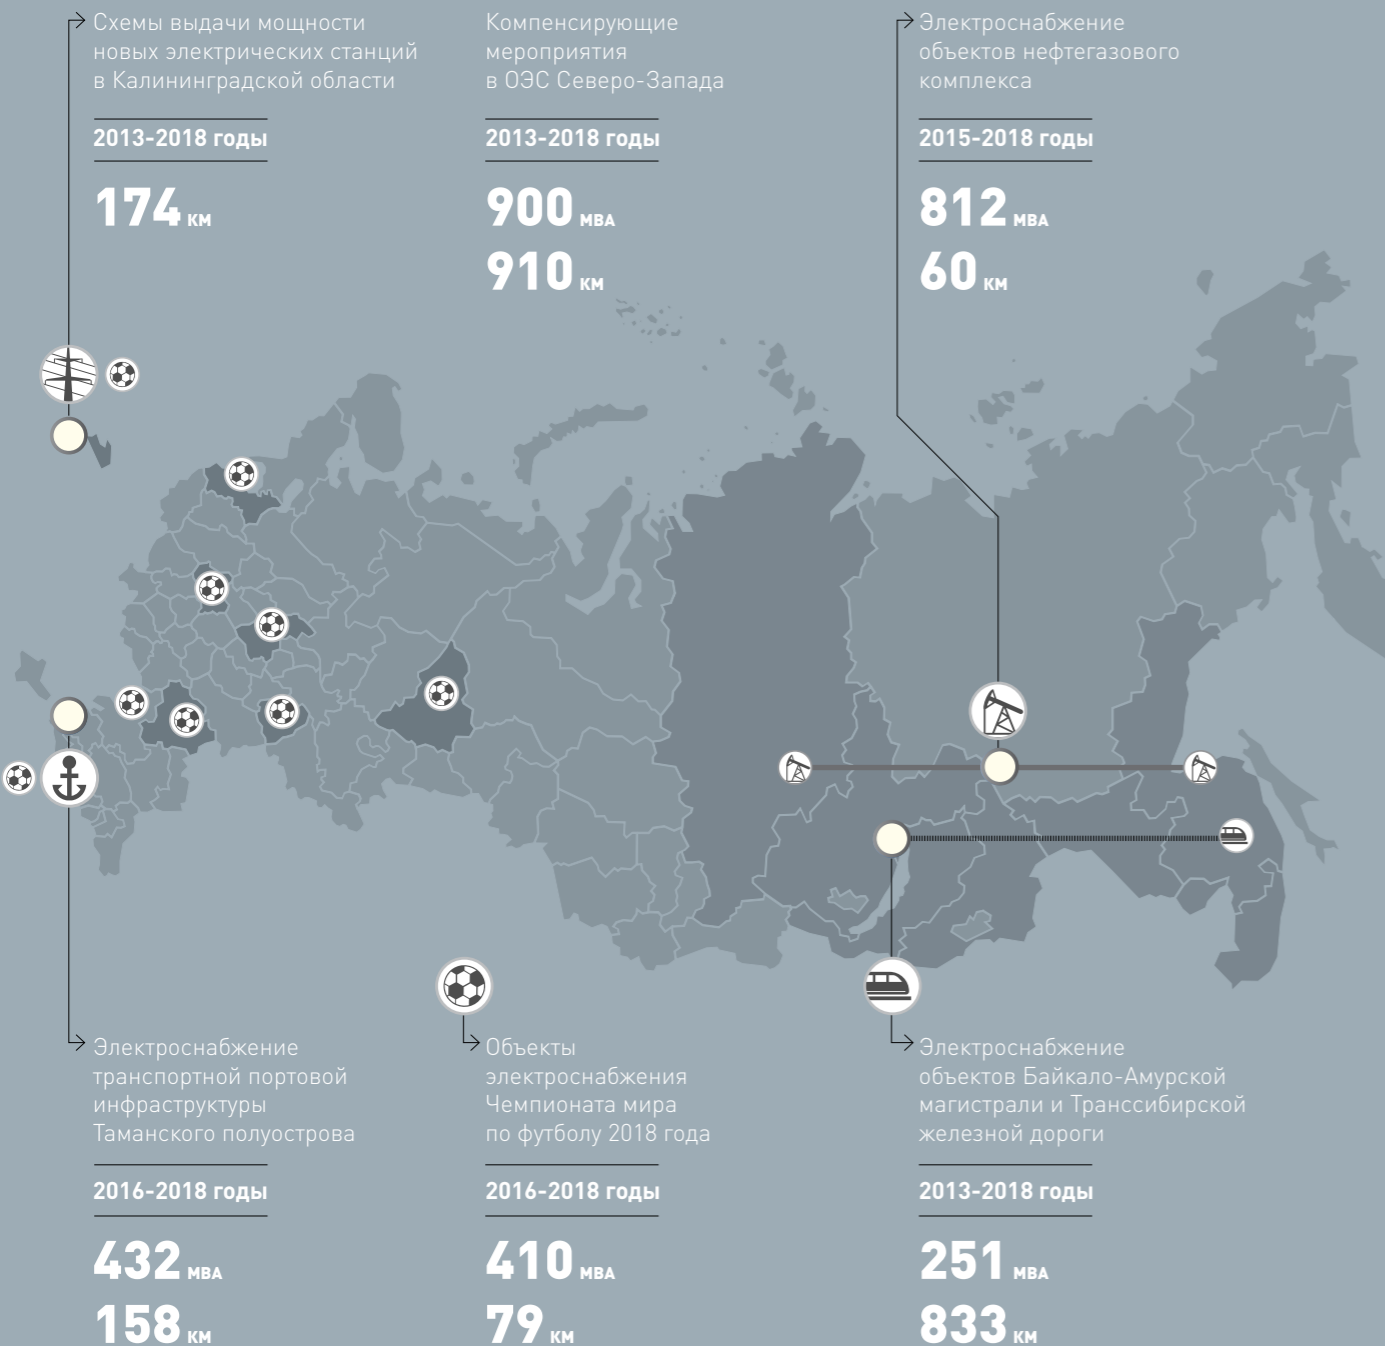 Схемы выдачи мощности
новых электрических станций
в Калининградской области
2013-2018 годы
174 КМ
Компенсирующие
мероприятия
в ОЭС Северо-Запада
2013-2018 годы
900 МВА
910 КМ
Электроснабжение
объектов нефтегазового
комплекса
2015-2018 годы
812 МВА
60 КМ
Электроснабжение
транспортной портовой
инфраструктуры
Таманского полуострова
2016-2018 годы
432 МВА
158 КМ
Объекты
электроснабжения
Чемпионата мира
по футболу 2018 года
2016-2018 годы
410 МВА
79 КМ
Электроснабжение
объектов Байкало-Амурской
магистрали и Транссибирской
железной дороги
2013-2018 годы
251 МВА
833 КМ